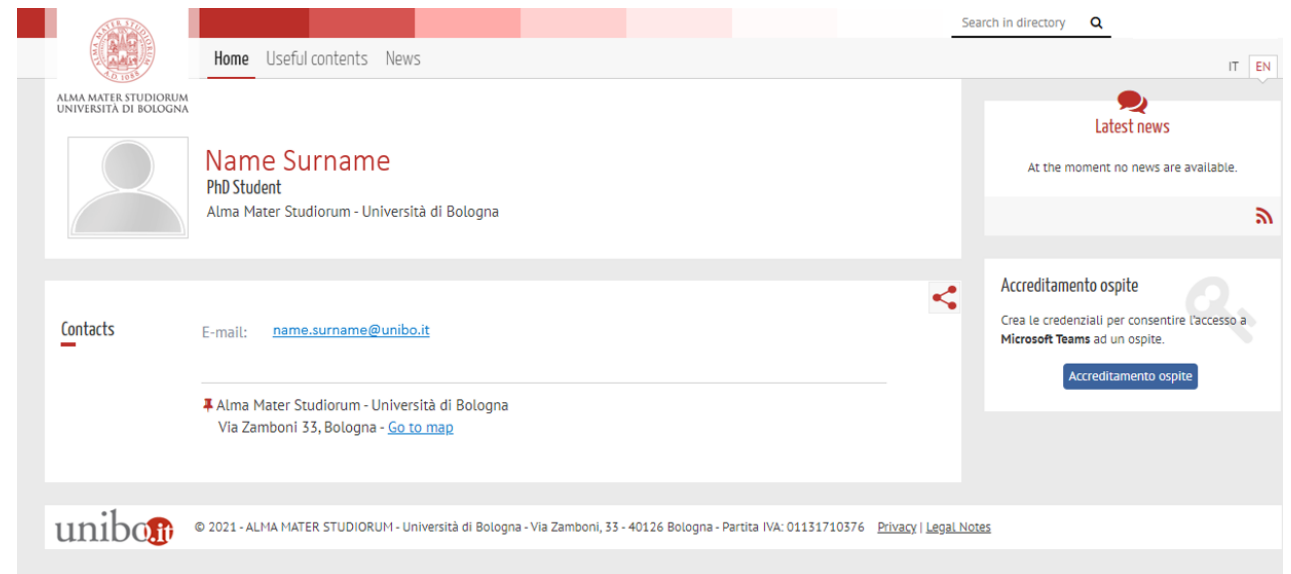 Search in directory
Home Useful contents News
IT EN
ALMA MATER STUDIORUM
A.D. 1088
ALMA MATER STUDIORUM
UNIVERSITÀ DI BOLOGNA
Name Surname
PhD Student
Alma Mater Studiorum - Università di Bologna
Latest news
At the moment no news are available.
Contacts
E-mail: name.surname@unibo.it
Alma Mater Studiorum - Università di Bologna
Via Zamboni 33, Bologna - Go to map
Accreditamento ospite
Crea le credenziali per consentire l'accesso a
Microsoft Teams ad un ospite.
Accreditamento ospite
unibo.it
© 2021 - ALMA MATER STUDIORUM - Università di Bologna - Via Zamboni, 33 - 40126 Bologna - Partita IVA: 01131710376 Privacy | Legal Notes